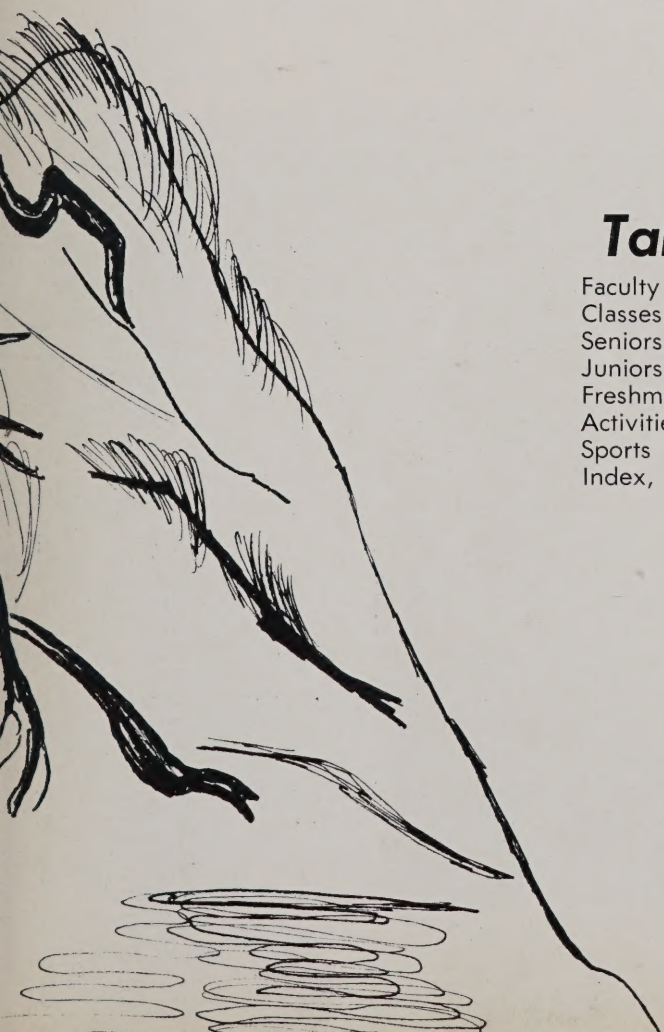 Ta
Faculty
Classes
Seniors
Juniors
Freshm
Activitie
Sports
Index,